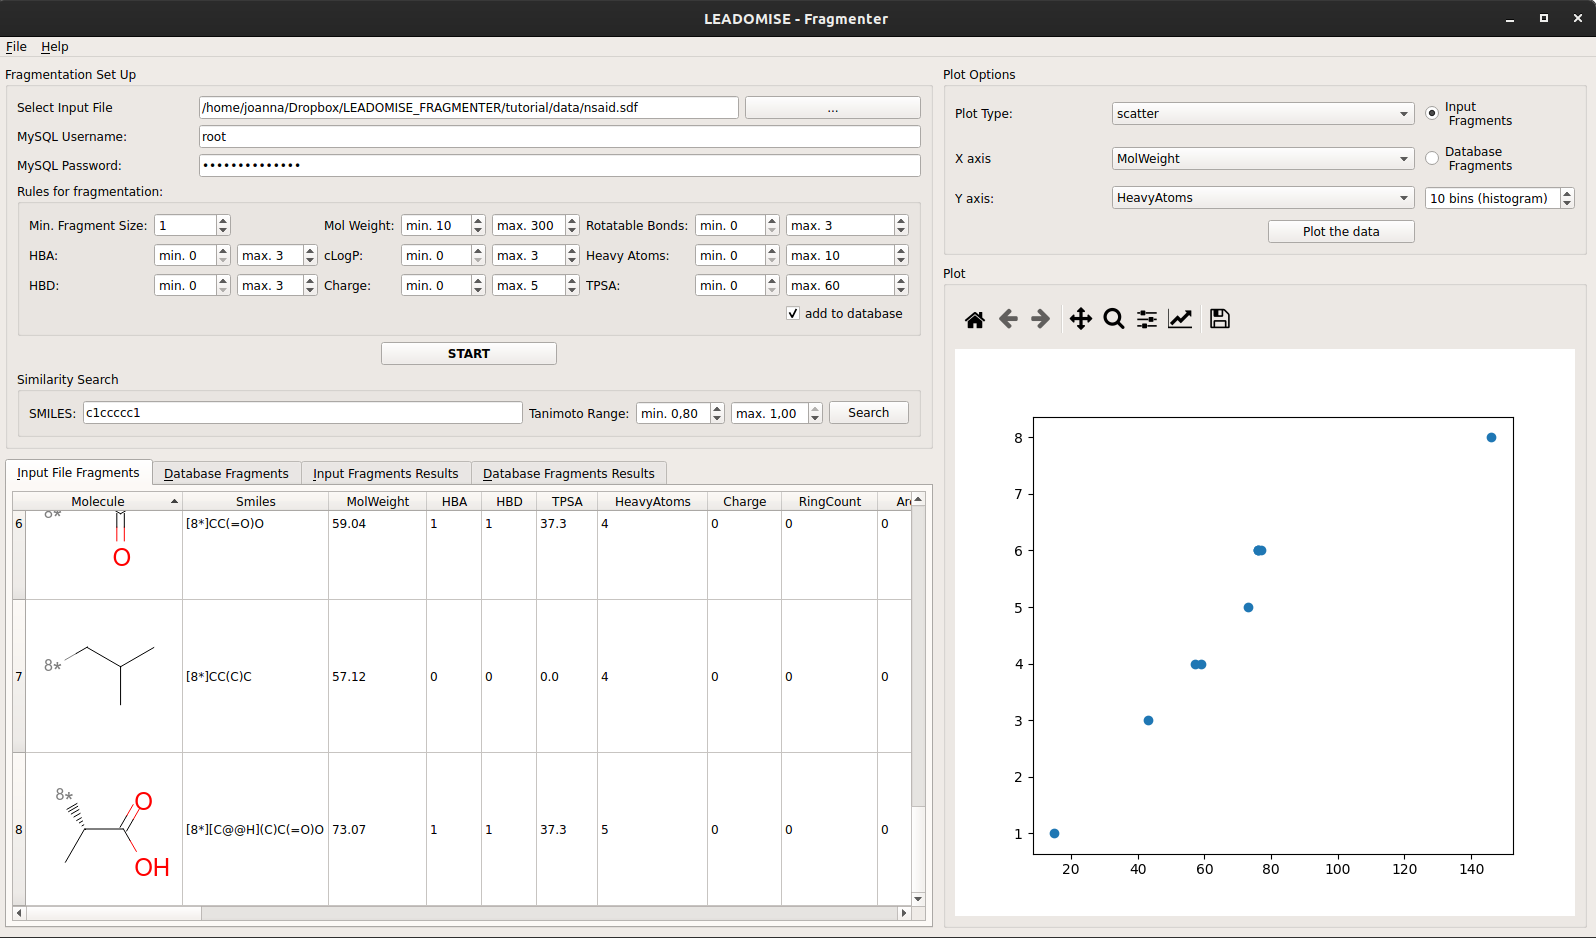 LEADOMISE - Fragmenter
File Help
Fragmentation Set Up
Select Input File /home/joanna/Dropbox/LEADOMISE_FRAGMENTER/tutorial/data/nsaid.sdf ...
MySQL Username: root
MySQL Password: ••••••••••••••
Rules for fragmentation:
Min. Fragment Size: 1 Mol Weight: min. 10 max. 300 Rotatable Bonds: min. 0 max. 3
HBA: min. 0 max. 3 cLogP: min. 0 max. 3 Heavy Atoms: min. 0 max. 10
HBD: min. 0 max. 3 Charge: min. 0 max. 5 TPSA: min. 0 max. 60
add to database
START
Similarity Search
SMILES: c1ccccc1 Tanimoto Range: min. 0,80 max. 1,00 Search
Input File Fragments Database Fragments Input Fragments Results Database Fragments Results
Molecule Smiles MolWeight HBA HBD TPSA HeavyAtoms Charge RingCount
6 8* O [8*]CC(=O)O 59.04 1 1 37.3 4 0 0 0
7 8* [8*]CC(C)C 57.12 0 0 0.0 4 0 0 0
8 8* O OH [8*][C@@H](C)C(=O)O 73.07 1 1 37.3 5 0 0 0
Plot Options
Plot Type: scatter Input Fragments
X axis MolWeight Database Fragments
Y axis: HeavyAtoms 10 bins (histogram)
Plot the data
Plot
8
7
6
5
4
3
2
1
20 40 60 80 100 120 140